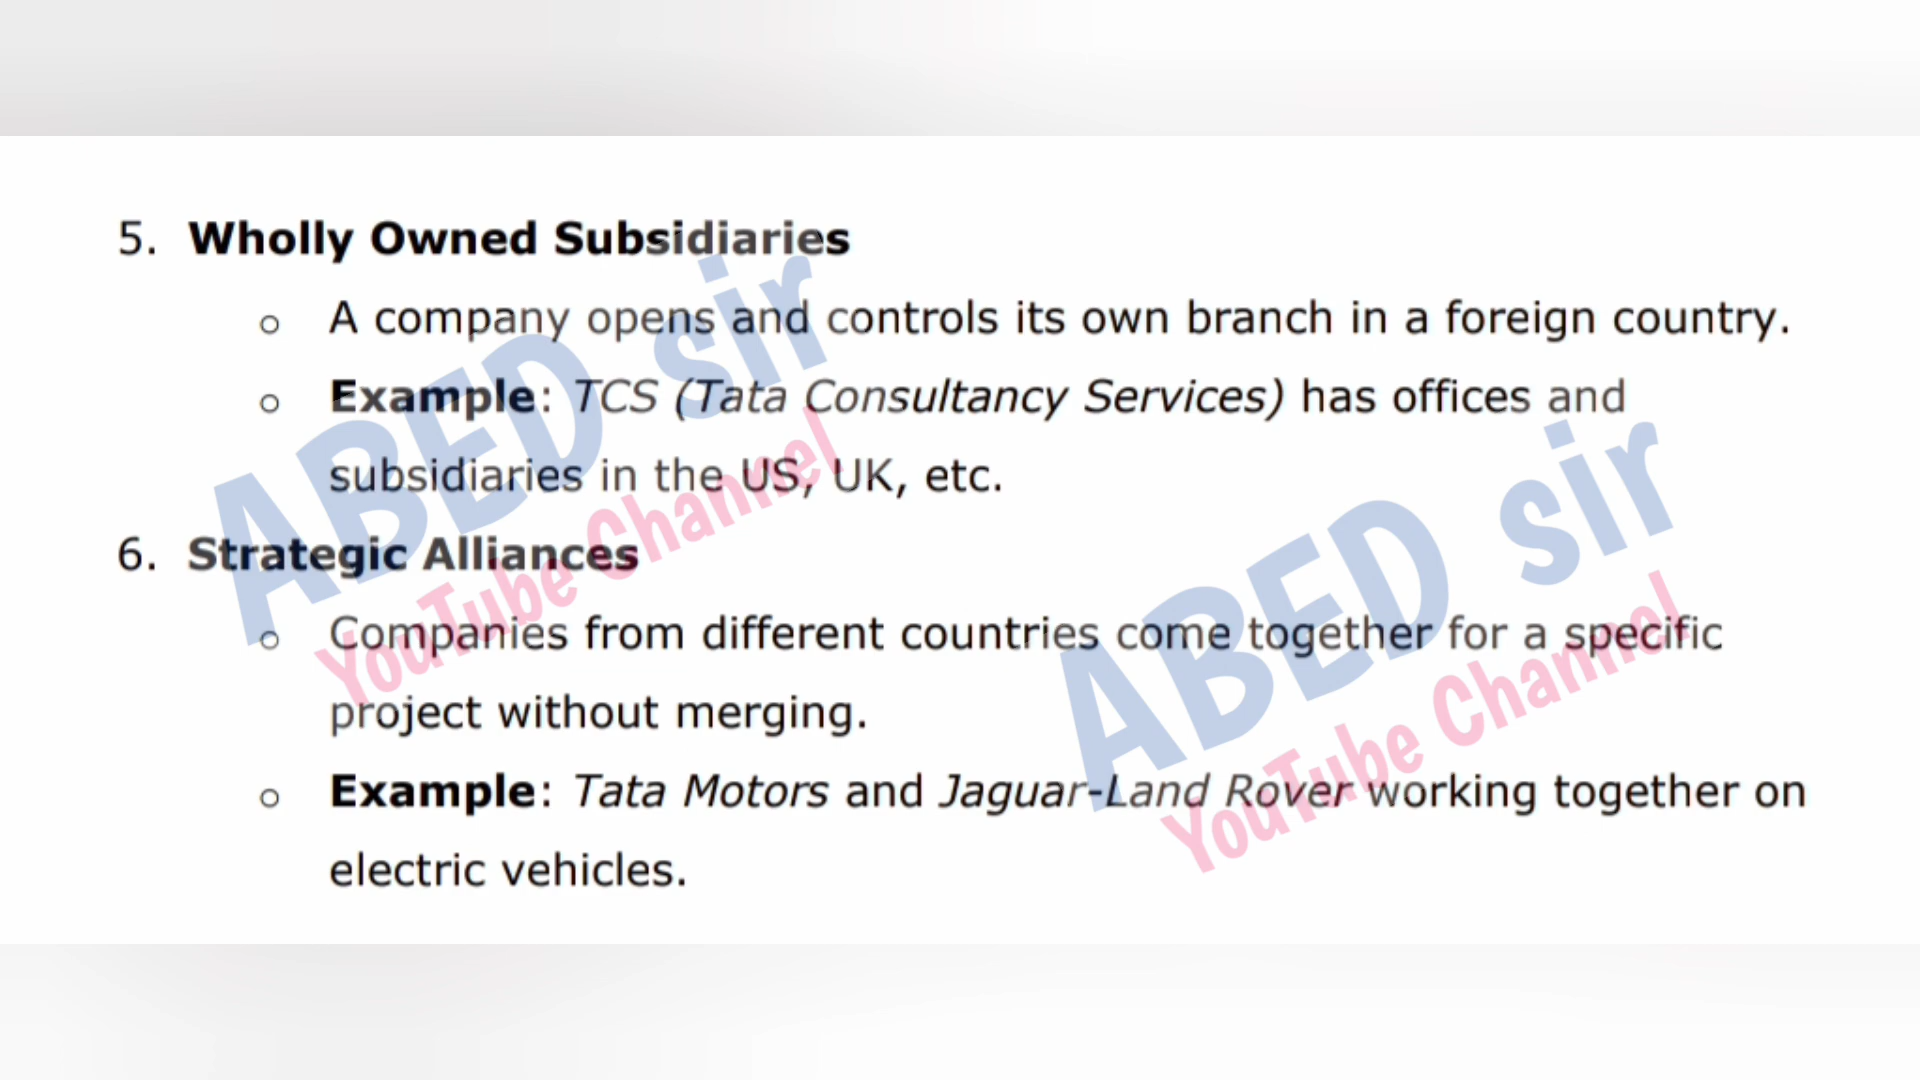 5. Wholly Owned Subsidiaries
o A company opens and controls its own branch in a foreign country.
o Example: TCS (Tata Consultancy Services) has offices and
subsidiaries in the US, UK, etc.
6. Strategic Alliances
o Companies from different countries come together for a specific
project without merging.
o Example: Tata Motors and Jaguar-Land Rover working together on
electric vehicles.
ABED sir
YouTube Channel
ABED sir
YouTube Channel